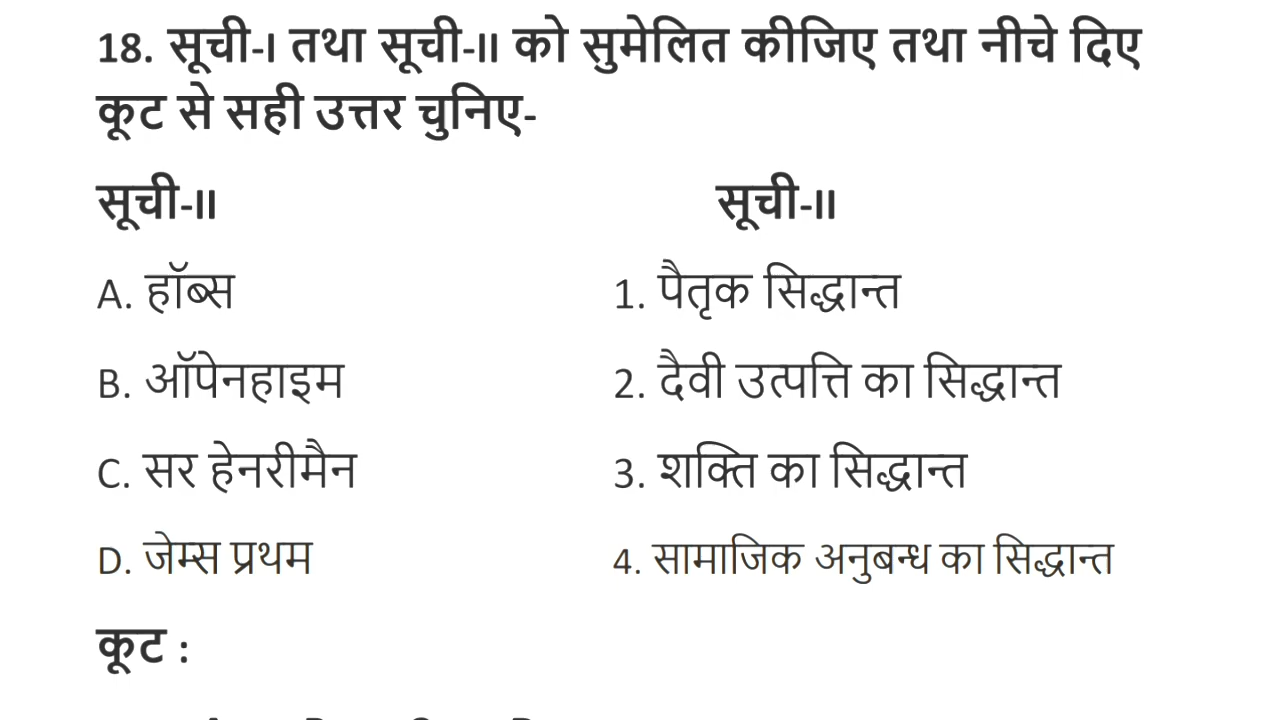 18. सूची-I तथा सूची-II को सुमेलित कीजिए तथा नीचे दिए
कूट से सही उत्तर चुनिए-
सूची-II सूची-II
A. हॉब्स 1. पैतृक सिद्धान्त
B. ऑपेनहाइम 2. दैवी उत्पत्ति का सिद्धान्त
C. सर हेनरीमैन 3. शक्ति का सिद्धान्त
D. जेम्स प्रथम 4. सामाजिक अनुबन्ध का सिद्धान्त
कूट :